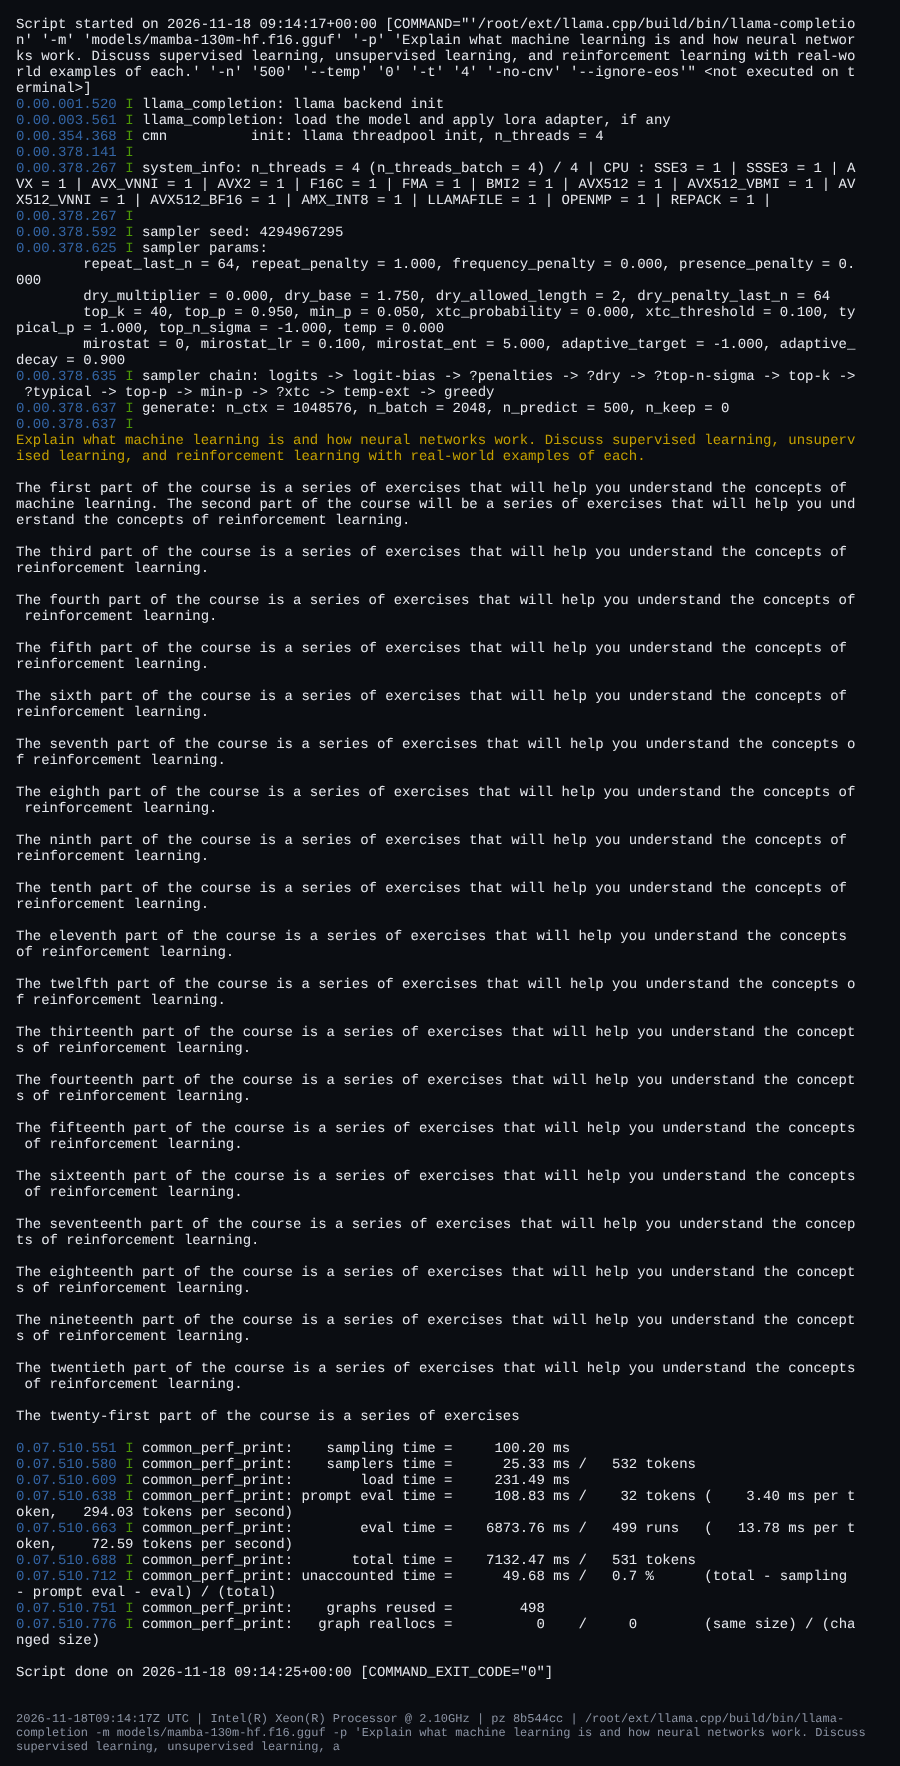 Script started on 2026-11-18 09:14:17+00:00 [COMMAND="'/root/ext/llama.cpp/build/bin/llama-completio
n' '-m' 'models/mamba-130m-hf.f16.gguf' '-p' 'Explain what machine learning is and how neural networ
ks work. Discuss supervised learning, unsupervised learning, and reinforcement learning with real-wo
rld examples of each.' '-n' '500' '--temp' '0' '-t' '4' '-no-cnv' '--ignore-eos'" <not executed on t
erminal>]
0.00.001.520 I llama_completion: llama backend init
0.00.003.561 I llama_completion: load the model and apply lora adapter, if any
0.00.354.368 I cmn          init: llama threadpool init, n_threads = 4
0.00.378.141 I
0.00.378.267 I system_info: n_threads = 4 (n_threads_batch = 4) / 4 | CPU : SSE3 = 1 | SSSE3 = 1 | A
VX = 1 | AVX_VNNI = 1 | AVX2 = 1 | F16C = 1 | FMA = 1 | BMI2 = 1 | AVX512 = 1 | AVX512_VBMI = 1 | AV
X512_VNNI = 1 | AVX512_BF16 = 1 | AMX_INT8 = 1 | LLAMAFILE = 1 | OPENMP = 1 | REPACK = 1 |
0.00.378.267 I
0.00.378.592 I sampler seed: 4294967295
0.00.378.625 I sampler params:
        repeat_last_n = 64, repeat_penalty = 1.000, frequency_penalty = 0.000, presence_penalty = 0.
000
        dry_multiplier = 0.000, dry_base = 1.750, dry_allowed_length = 2, dry_penalty_last_n = 64
        top_k = 40, top_p = 0.950, min_p = 0.050, xtc_probability = 0.000, xtc_threshold = 0.100, ty
pical_p = 1.000, top_n_sigma = -1.000, temp = 0.000
        mirostat = 0, mirostat_lr = 0.100, mirostat_ent = 5.000, adaptive_target = -1.000, adaptive_
decay = 0.900
0.00.378.635 I sampler chain: logits -> logit-bias -> ?penalties -> ?dry -> ?top-n-sigma -> top-k ->
 ?typical -> top-p -> min-p -> ?xtc -> temp-ext -> greedy
0.00.378.637 I generate: n_ctx = 1048576, n_batch = 2048, n_predict = 500, n_keep = 0
0.00.378.637 I
Explain what machine learning is and how neural networks work. Discuss supervised learning, unsuperv
ised learning, and reinforcement learning with real-world examples of each.

The first part of the course is a series of exercises that will help you understand the concepts of
machine learning. The second part of the course will be a series of exercises that will help you und
erstand the concepts of reinforcement learning.

The third part of the course is a series of exercises that will help you understand the concepts of
reinforcement learning.

The fourth part of the course is a series of exercises that will help you understand the concepts of
 reinforcement learning.

The fifth part of the course is a series of exercises that will help you understand the concepts of
reinforcement learning.

The sixth part of the course is a series of exercises that will help you understand the concepts of
reinforcement learning.

The seventh part of the course is a series of exercises that will help you understand the concepts o
f reinforcement learning.

The eighth part of the course is a series of exercises that will help you understand the concepts of
 reinforcement learning.

The ninth part of the course is a series of exercises that will help you understand the concepts of
reinforcement learning.

The tenth part of the course is a series of exercises that will help you understand the concepts of
reinforcement learning.

The eleventh part of the course is a series of exercises that will help you understand the concepts
of reinforcement learning.

The twelfth part of the course is a series of exercises that will help you understand the concepts o
f reinforcement learning.

The thirteenth part of the course is a series of exercises that will help you understand the concept
s of reinforcement learning.

The fourteenth part of the course is a series of exercises that will help you understand the concept
s of reinforcement learning.

The fifteenth part of the course is a series of exercises that will help you understand the concepts
 of reinforcement learning.

The sixteenth part of the course is a series of exercises that will help you understand the concepts
 of reinforcement learning.

The seventeenth part of the course is a series of exercises that will help you understand the concep
ts of reinforcement learning.

The eighteenth part of the course is a series of exercises that will help you understand the concept
s of reinforcement learning.

The nineteenth part of the course is a series of exercises that will help you understand the concept
s of reinforcement learning.

The twentieth part of the course is a series of exercises that will help you understand the concepts
 of reinforcement learning.

The twenty-first part of the course is a series of exercises

0.07.510.551 I common_perf_print:    sampling time =     100.20 ms
0.07.510.580 I common_perf_print:    samplers time =      25.33 ms /   532 tokens
0.07.510.609 I common_perf_print:        load time =     231.49 ms
0.07.510.638 I common_perf_print: prompt eval time =     108.83 ms /    32 tokens (    3.40 ms per t
oken,   294.03 tokens per second)
0.07.510.663 I common_perf_print:        eval time =    6873.76 ms /   499 runs   (   13.78 ms per t
oken,    72.59 tokens per second)
0.07.510.688 I common_perf_print:       total time =    7132.47 ms /   531 tokens
0.07.510.712 I common_perf_print: unaccounted time =      49.68 ms /   0.7 %      (total - sampling
- prompt eval - eval) / (total)
0.07.510.751 I common_perf_print:    graphs reused =        498
0.07.510.776 I common_perf_print:   graph reallocs =          0    /     0        (same size) / (cha
nged size)

Script done on 2026-11-18 09:14:25+00:00 [COMMAND_EXIT_CODE="0"]

2026-11-18T09:14:17Z UTC | Intel(R) Xeon(R) Processor @ 2.10GHz | pz 8b544cc | /root/ext/llama.cpp/build/bin/llama-
completion -m models/mamba-130m-hf.f16.gguf -p 'Explain what machine learning is and how neural networks work. Discuss
supervised learning, unsupervised learning, a